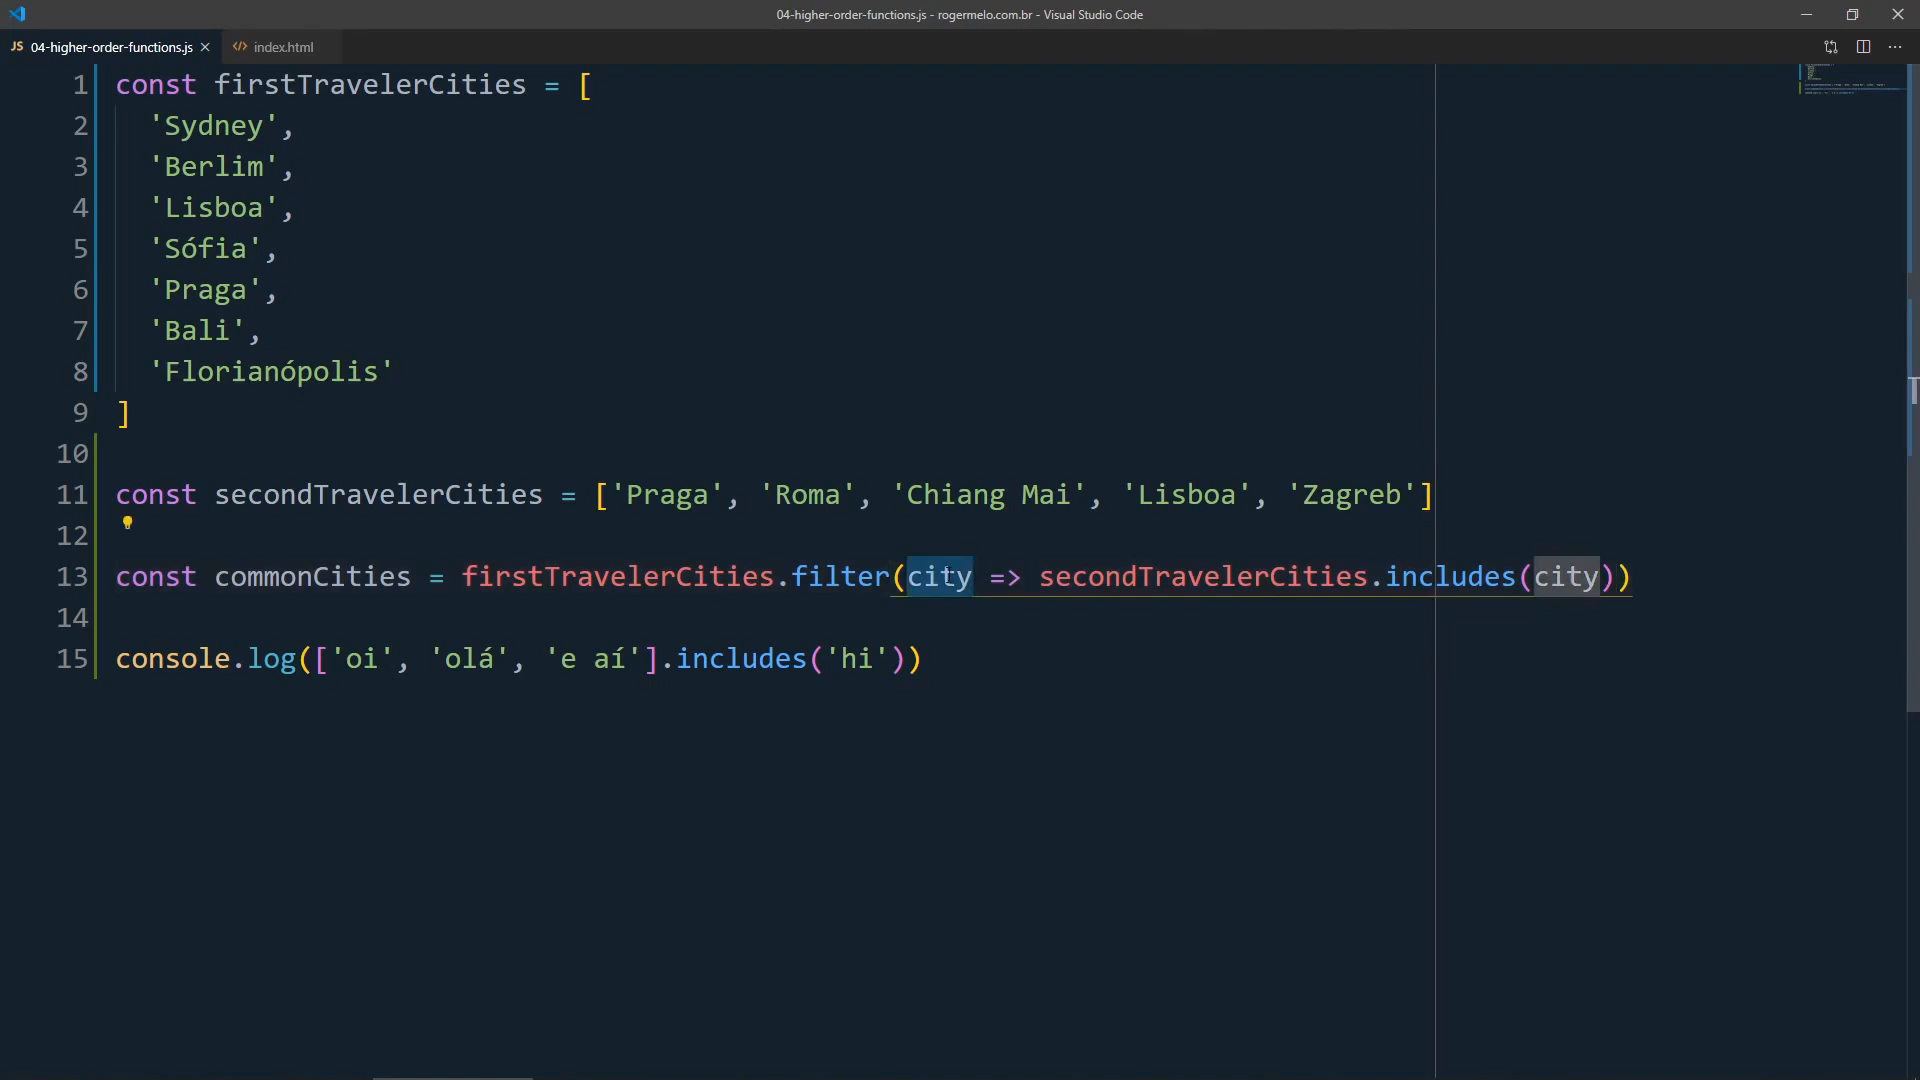 04-higher-order-functions.js - rogermelo.com.br - Visual Studio Code
JS 04-higher-order-functions.js index.html
1 const firstTravelerCities = [
2 'Sydney',
3 'Berlim',
4 'Lisboa',
5 'Sófia',
6 'Praga',
7 'Bali',
8 'Florianópolis'
9 ]
10
11 const secondTravelerCities = ['Praga', 'Roma', 'Chiang Mai', 'Lisboa', 'Zagreb']
12
13 const commonCities = firstTravelerCities.filter(city => secondTravelerCities.includes(city))
14
15 console.log(['oi', 'olá', 'e aí'].includes('hi'))